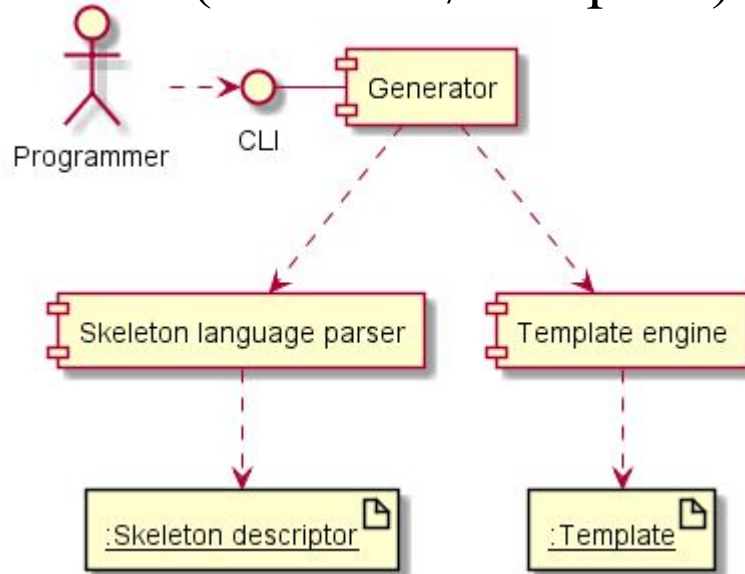 Programmer
CLI
Generator
Skeleton language parser
Template engine
:Skeleton descriptor
:Template